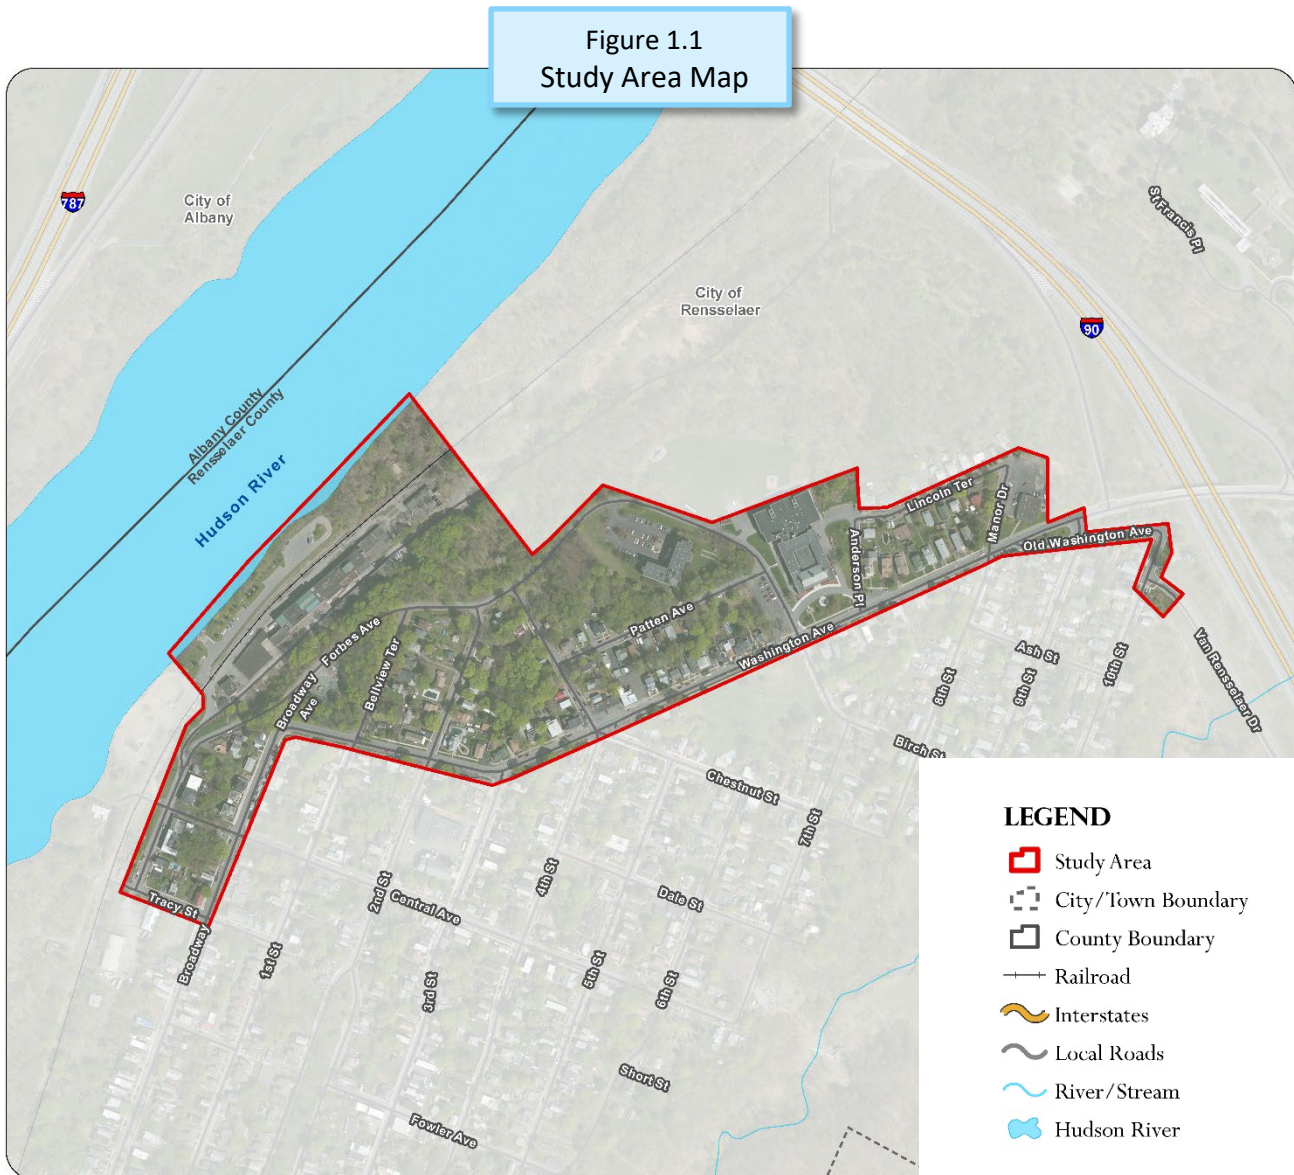 Figure 1.1
Study Area Map
787
City of
Albany
St Francis Pl
City of
Rensselaer
90
Albany County
Rensselaer County
Hudson River
Lincoln Ter
Manor Dr
Anderson Pl
Old Washington Ave
Forbes Ave
Patten Ave
Bellview Ter
Broadway
Ave
Washington Ave
Ash St
8th St
9th St
10th St
Van Rensselaer Dr
Birch St
Chestnut St
7th St
Tracy St
Broadway
1st St
2nd St
Central Ave
3rd St
4th St
Dale St
5th St
6th St
Short St
Fowler Ave
LEGEND
Study Area
City/Town Boundary
County Boundary
Railroad
Interstates
Local Roads
River/Stream
Hudson River